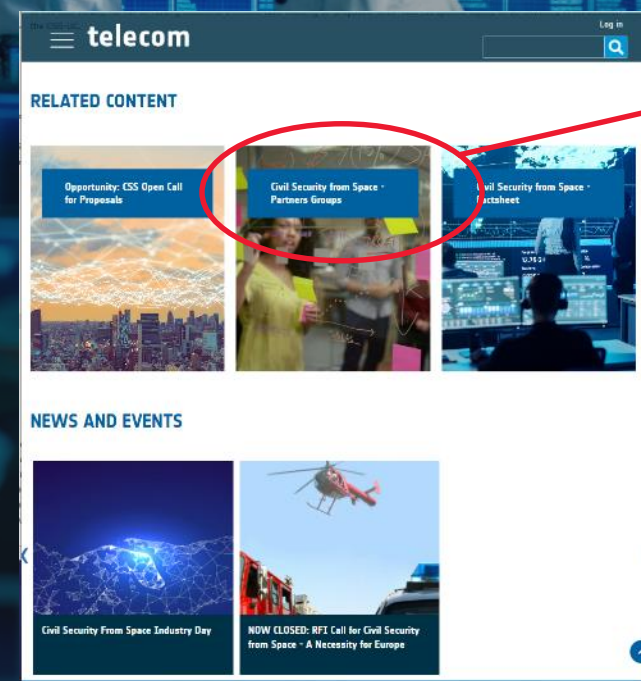 telecom
Log in
RELATED CONTENT
Opportunity: CSS Open Call
for Proposals
Civil Security from Space -
Partners Groups
Civil Security from Space -
Factsheet
NEWS AND EVENTS
Civil Security From Space Industry Day
NOW CLOSED: RFI Call for Civil Security
from Space - A Necessity for Europe